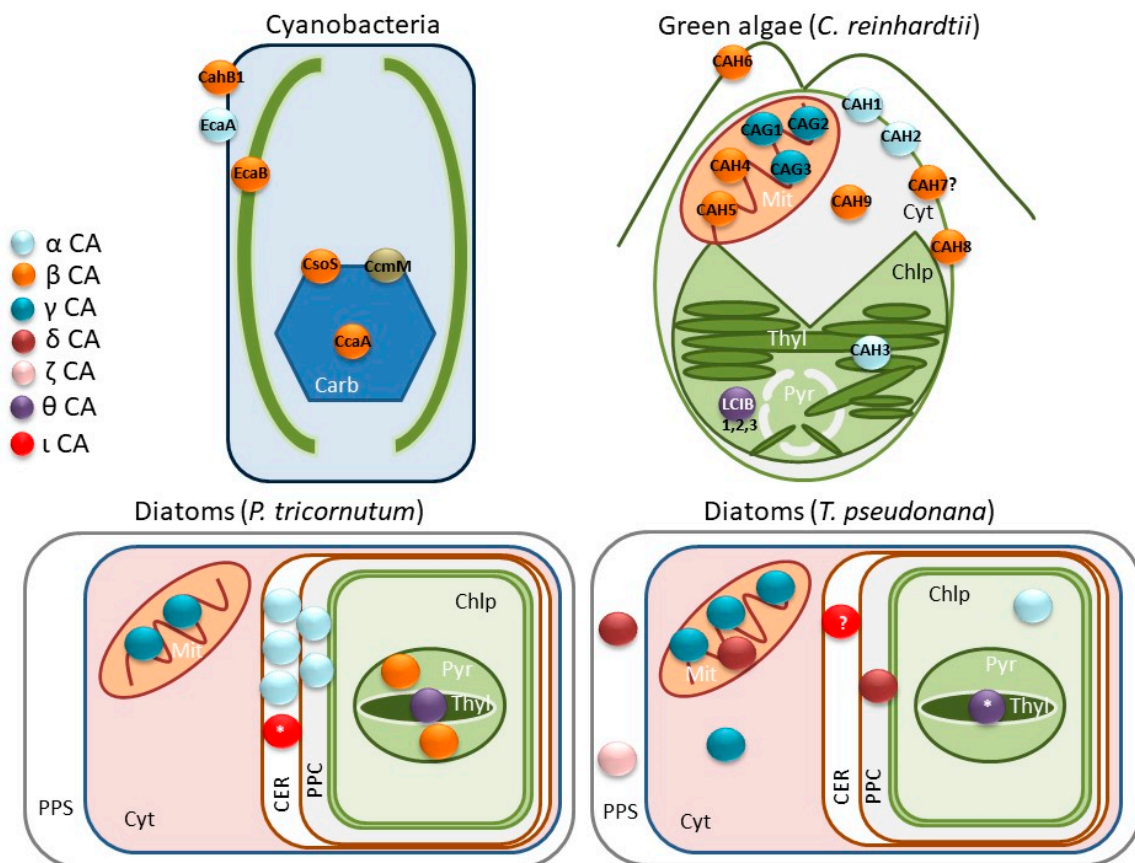 Cyanobacteria
CahB1
EcaA
EcaB
CsoS
CcmM
CcaA
Carb
α CA
β CA
γ CA
δ CA
ζ CA
θ CA
ι CA
Green algae (C. reinhardtii)
CAH6
CAH1
CAH2
CAG1
CAG2
CAG3
CAH4
CAH5
Mit
CAH9
CAH7?
Cyt
CAH8
Chlp
Thyl
CAH3
Pyr
LCIB
1,2,3
Diatoms (P. tricornutum)
Mit
Chlp
Pyr
Thyl
*
CER
PPC
PPS
Cyt
Diatoms (T. pseudonana)
Mit
?
Chlp
Pyr
* Thyl
CER
PPC
PPS
Cyt